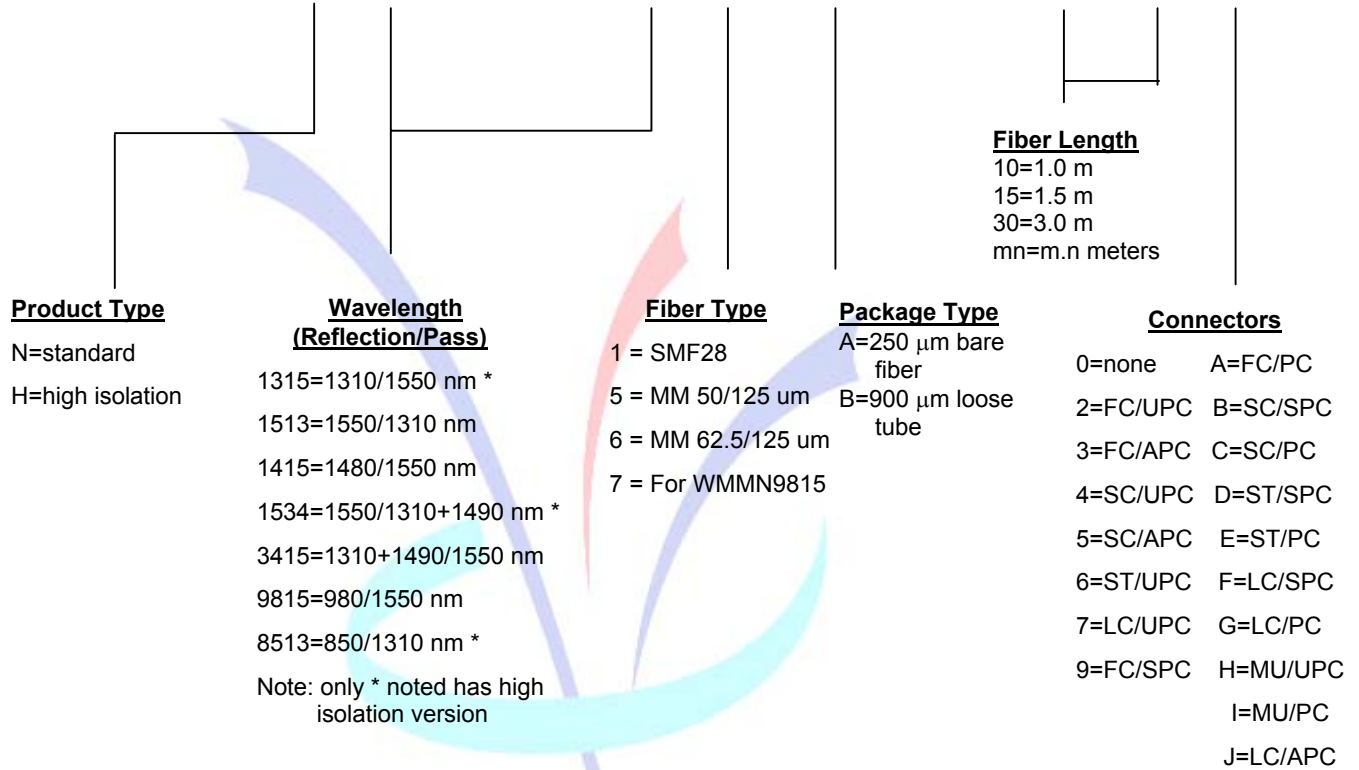 Fiber Length
10=1.0 m
15=1.5 m
30=3.0 m
mn=m.n meters
Product Type
N=standard
H=high isolation
Wavelength
(Reflection/Pass)
1315=1310/1550 nm *
1513=1550/1310 nm
1415=1480/1550 nm
1534=1550/1310+1490 nm *
3415=1310+1490/1550 nm
9815=980/1550 nm
8513=850/1310 nm *
Note: only * noted has high
isolation version
Fiber Type
1 = SMF28
5 = MM 50/125 um
6 = MM 62.5/125 um
7 = For WMMN9815
Package Type
A=250 μm bare
fiber
B=900 μm loose
tube
Connectors
0=none A=FC/PC
2=FC/UPC B=SC/SPC
3=FC/APC C=SC/PC
4=SC/UPC D=ST/SPC
5=SC/APC E=ST/PC
6=ST/UPC F=LC/SPC
7=LC/UPC G=LC/PC
9=FC/SPC H=MU/UPC
I=MU/PC
J=LC/APC